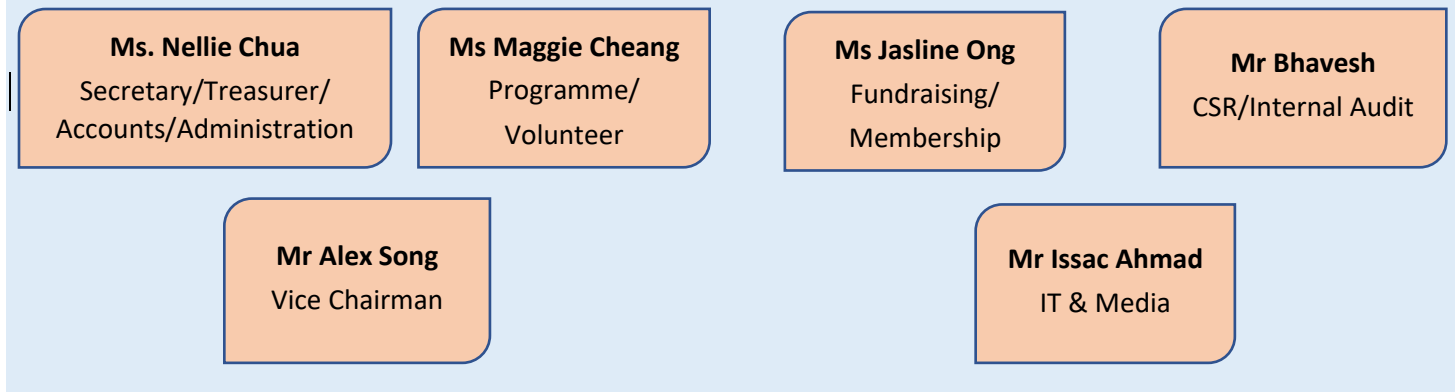 Ms. Nellie Chua
Secretary/Treasurer/
Accounts/Administration
Ms Maggie Cheang
Programme/
Volunteer
Ms Jasline Ong
Fundraising/
Membership
Mr Bhavesh
CSR/Internal Audit
Mr Alex Song
Vice Chairman
Mr Issac Ahmad
IT & Media